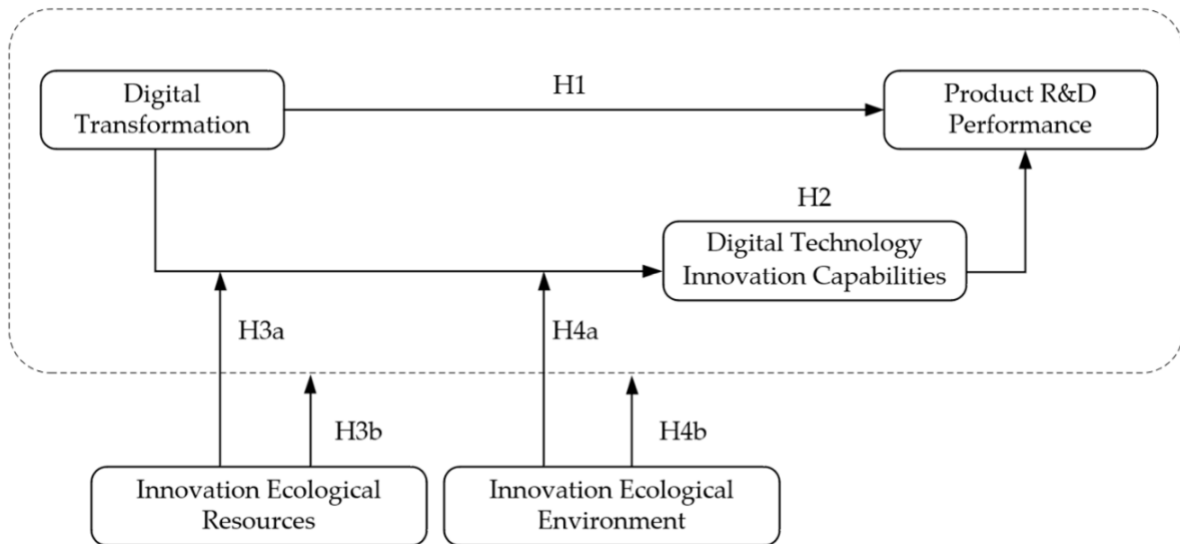 H1
Digital
Transformation
Product R&D
Performance
H2
Digital Technology
Innovation Capabilities
H3a
H4a
H3b
H4b
Innovation Ecological
Resources
Innovation Ecological
Environment